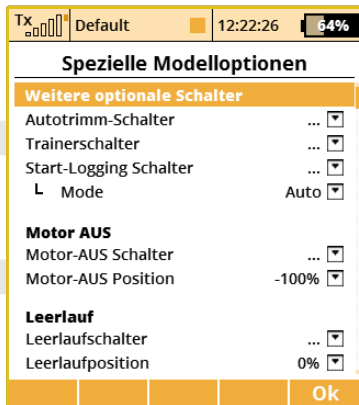 Tx Default 12:22:26 64%
Spezielle Modelloptionen
Weitere optionale Schalter
Autotrimm-Schalter ...
Trainerschalter ...
Start-Logging Schalter ...
Mode Auto
Motor AUS
Motor-AUS Schalter ...
Motor-AUS Position -100%
Leerlauf
Leerlaufschalter ...
Leerlaufposition 0%
Ok